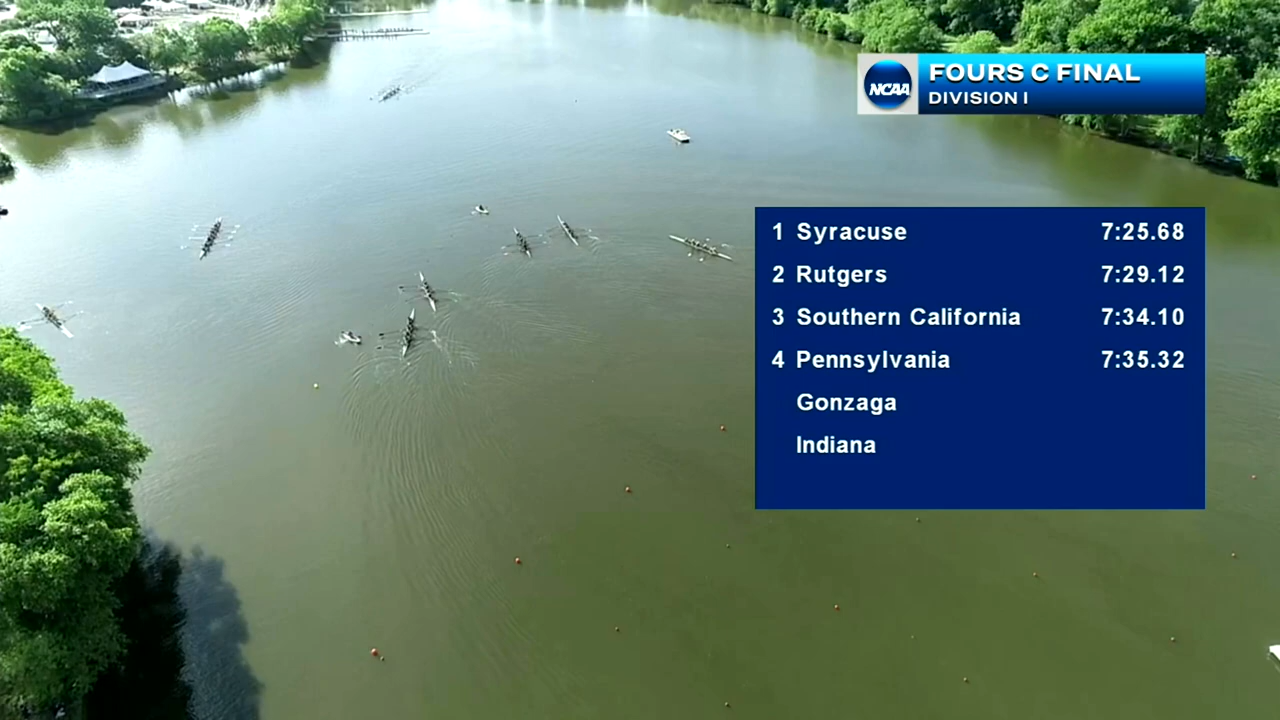 NCAA
FOURS C FINAL
DIVISION I
1 Syracuse 7:25.68
2 Rutgers 7:29.12
3 Southern California 7:34.10
4 Pennsylvania 7:35.32
Gonzaga
Indiana